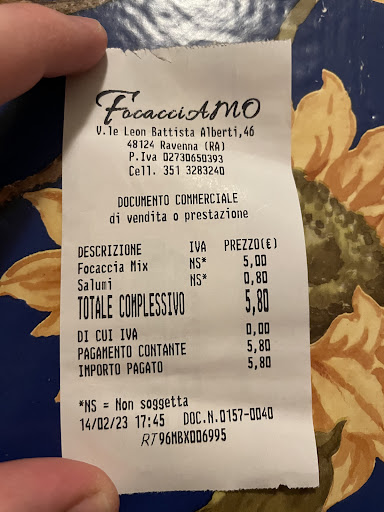 FocacciAMO
V.le Leon Battista Alberti,46
48124 Ravenna (RA)
P.Iva 02730650393
Cell. 351 3283240
DOCUMENTO COMMERCIALE
di vendita o prestazione
DESCRIZIONE IVA PREZZO(€)
Focaccia Mix NS* 5,00
Salumi NS* 0,80
TOTALE COMPLESSIVO 5,80
DI CUI IVA 0,00
PAGAMENTO CONTANTE 5,80
IMPORTO PAGATO 5,80
*NS = Non soggetta
14/02/23 17:45 DOC.N.0157-0040
RT 96MBX006995